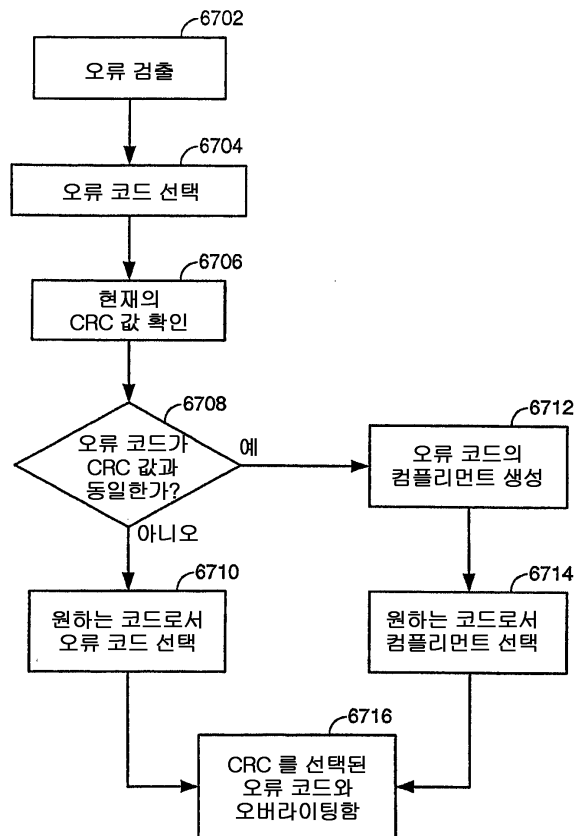 6702
오류 검출
6704
오류 코드 선택
6706
현재의
CRC 값 확인
6708
오류 코드가
CRC 값과
동일한가?
예
아니오
6712
오류 코드의
컴플리먼트 생성
6710
원하는 코드로서
오류 코드 선택
6714
원하는 코드로서
컴플리먼트 선택
6716
CRC 를 선택된
오류 코드와
오버라이팅함